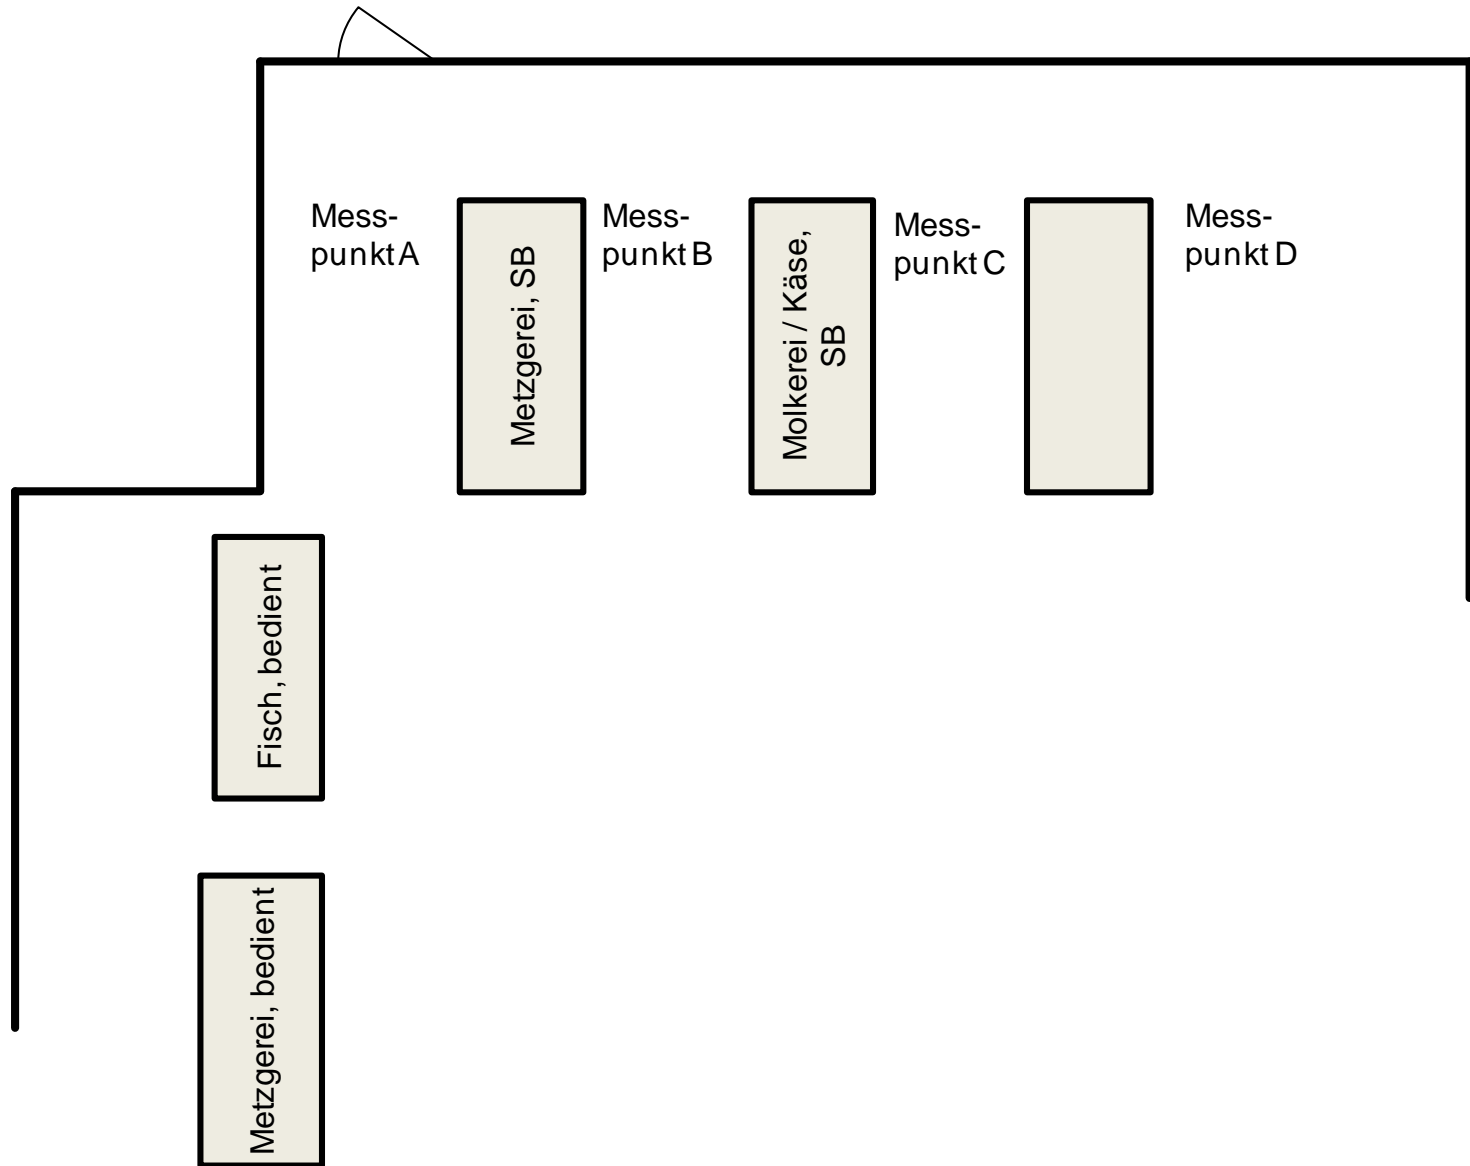 Mess-
punkt A
Metzgerei, SB
Mess-
punkt B
Molkerei / Käse,
SB
Mess-
punkt C
Mess-
punkt D
Fisch, bedient
Metzgerei, bedient